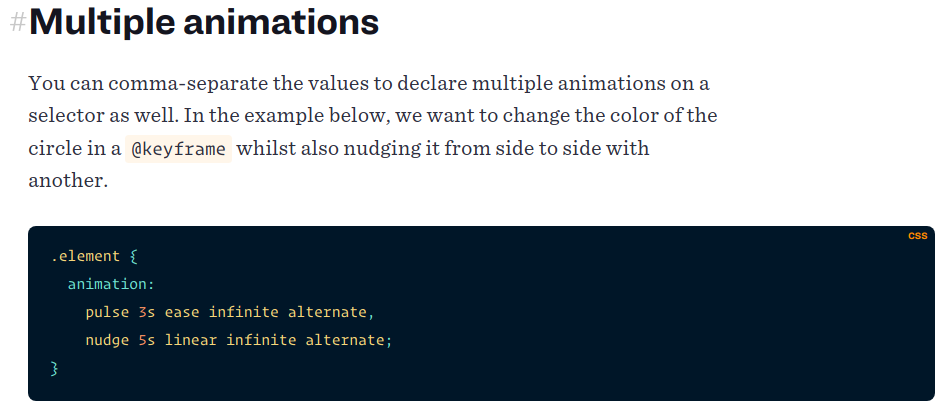 #Multiple animations
You can comma-separate the values to declare multiple animations on a
selector as well. In the example below, we want to change the color of the
circle in a @keyframe whilst also nudging it from side to side with
another.
CSS
.element {
  animation:
    pulse 3s ease infinite alternate,
    nudge 5s linear infinite alternate;
}